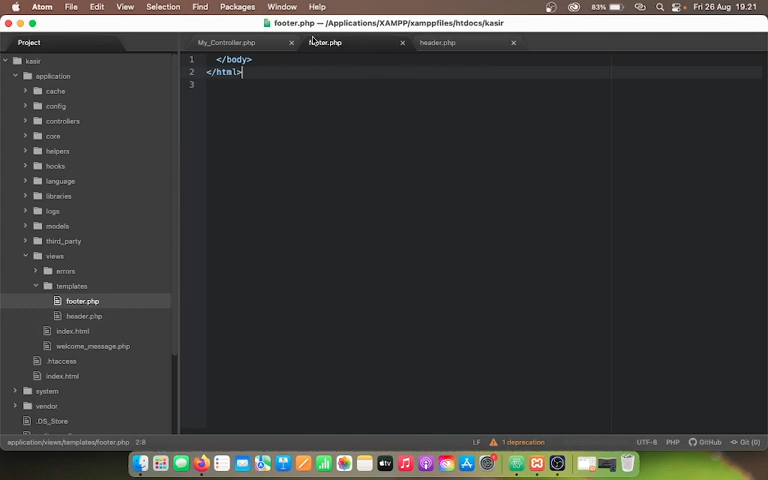 Atom File Edit View Selection Find Packages Window Help 83% Fri 26 Aug 19.21
footer.php — /Applications/XAMPP/xamppfiles/htdocs/kasir
Project My_Controller.php footer.php header.php
kasir
application
cache
config
controllers
core
helpers
hooks
language
libraries
logs
models
third_party
views
errors
templates
footer.php
header.php
index.html
welcome_message.php
.htaccess
index.html
system
vendor
.DS_Store
1 </body>
2 </html>
3
application/views/templates/footer.php 2:8 LF 1 deprecation UTF-8 PHP GitHub Git (0)